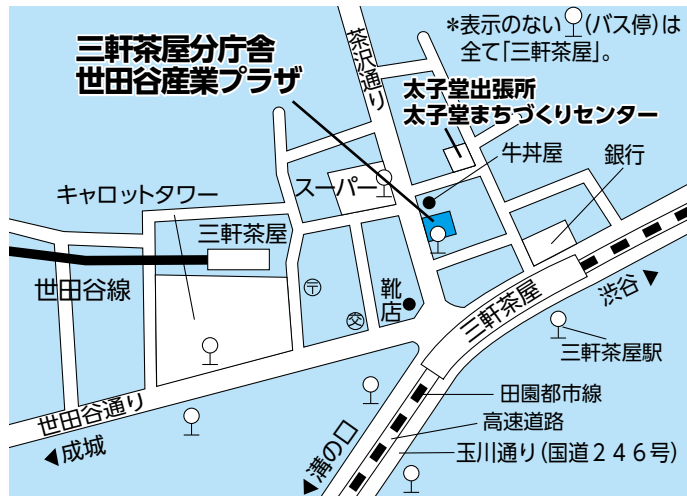 *表示のない (バス停)は
全て「三軒茶屋」。
三軒茶屋分庁舎
世田谷産業プラザ
茶沢通り
太子堂出張所
太子堂まちづくりセンター
牛丼屋
銀行
スーパー
キャロットタワー
三軒茶屋
世田谷線
〒
交
靴店
三軒茶屋
渋谷▶
三軒茶屋駅
田園都市線
高速道路
玉川通り(国道246号)
世田谷通り
◀成城
◀溝の口